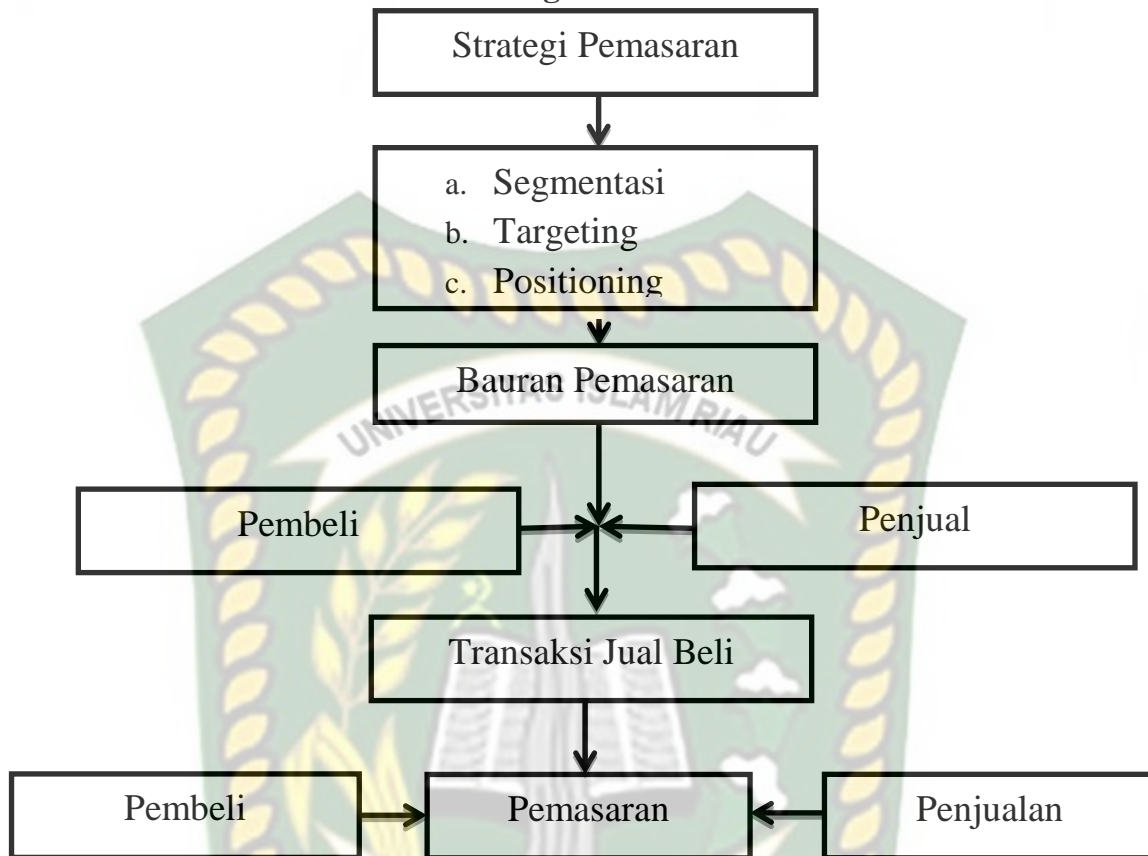 Strategi Pemasaran
a. Segmentasi
b. Targeting
c. Positioning
Bauran Pemasaran
UNIVERSITAS ISLAM RIAU
Pembeli
Penjual
Transaksi Jual Beli
Pembeli
Pemasaran
Penjualan